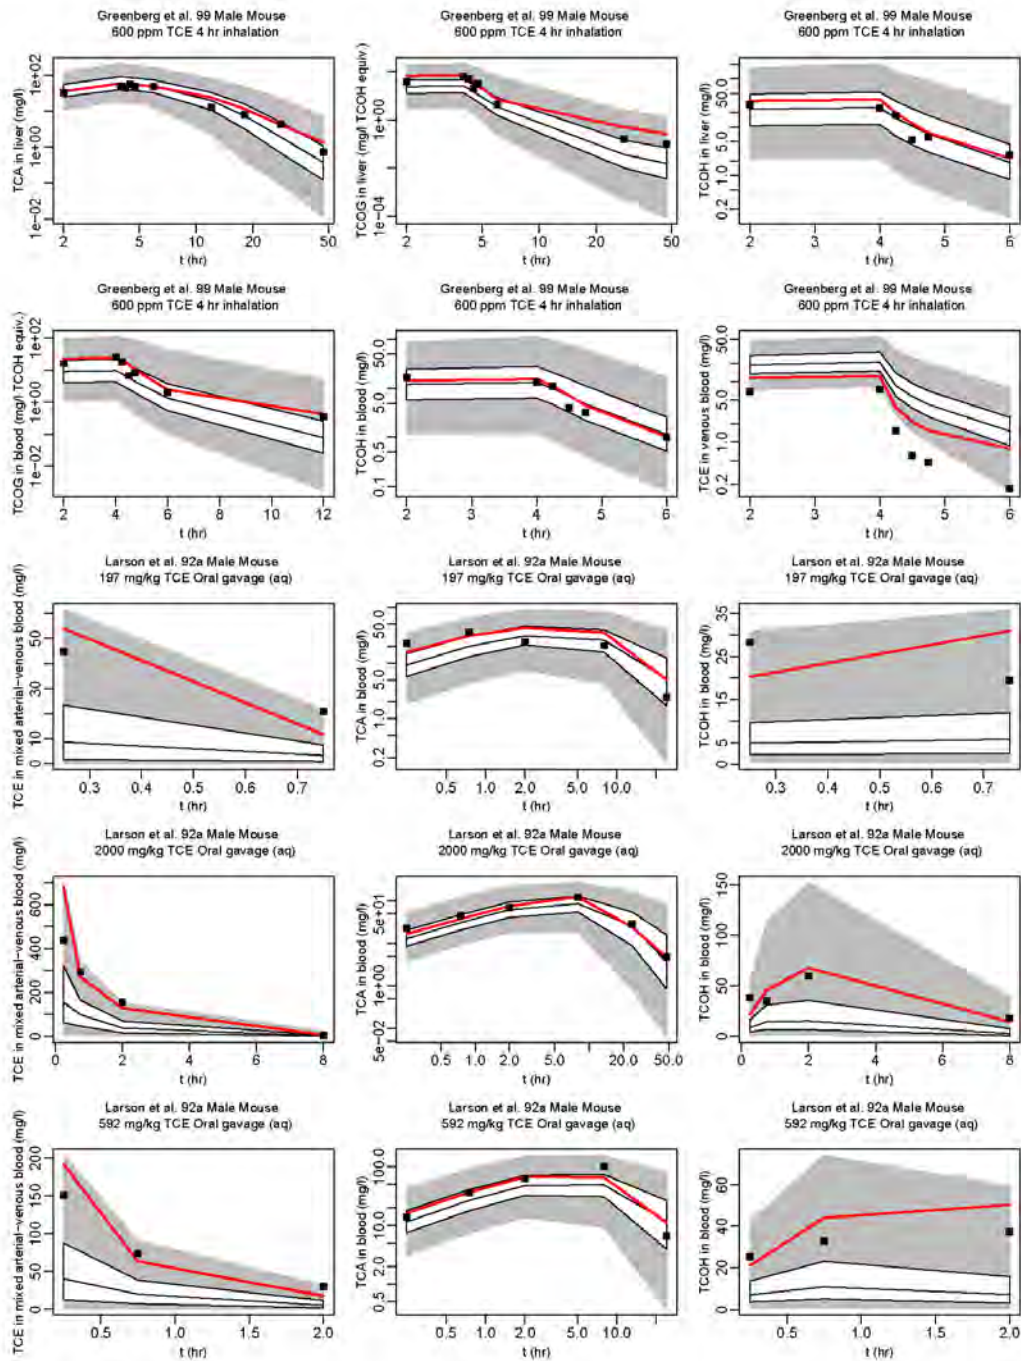 Greenberg et al. 99 Male Mouse
600 ppm TCE 4 hr inhalation
TCA in liver (mg/l)
1e+02
1e+00
1e−02
2 5 10 20 50
t (hr)
Greenberg et al. 99 Male Mouse
600 ppm TCE 4 hr inhalation
TCOG in liver (mg/l TCOH equiv.)
1e+00
1e−04
2 5 10 20 50
t (hr)
Greenberg et al. 99 Male Mouse
600 ppm TCE 4 hr inhalation
TCOH in liver (mg/l)
50.0
5.0
1.0
0.2
2 3 4 5 6
t (hr)
Greenberg et al. 99 Male Mouse
600 ppm TCE 4 hr inhalation
TCOG in blood (mg/l TCOH equiv.)
1e+02
1e+00
1e−02
2 4 6 8 10 12
t (hr)
Greenberg et al. 99 Male Mouse
600 ppm TCE 4 hr inhalation
TCOH in blood (mg/l)
50.0
5.0
0.5
0.1
2 3 4 5 6
t (hr)
Greenberg et al. 99 Male Mouse
600 ppm TCE 4 hr inhalation
TCE in venous blood (mg/l)
50.0
5.0
1.0
0.2
2 3 4 5 6
t (hr)
Larson et al. 92a Male Mouse
197 mg/kg TCE Oral gavage (aq)
TCE in mixed arterial−venous blood (mg/l)
50
30
10
0
0.3 0.4 0.5 0.6 0.7
t (hr)
Larson et al. 92a Male Mouse
197 mg/kg TCE Oral gavage (aq)
TCA in blood (mg/l)
50.0
5.0
1.0
0.2
0.5 1.0 2.0 5.0 10.0
t (hr)
Larson et al. 92a Male Mouse
197 mg/kg TCE Oral gavage (aq)
TCOH in blood (mg/l)
35
25
15
5
0
0.3 0.4 0.5 0.6 0.7
t (hr)
Larson et al. 92a Male Mouse
2000 mg/kg TCE Oral gavage (aq)
TCE in mixed arterial−venous blood (mg/l)
600
400
200
0
0 2 4 6 8
t (hr)
Larson et al. 92a Male Mouse
2000 mg/kg TCE Oral gavage (aq)
TCA in blood (mg/l)
5e+01
1e+00
5e−02
0.5 1.0 2.0 5.0 20.0 50.0
t (hr)
Larson et al. 92a Male Mouse
2000 mg/kg TCE Oral gavage (aq)
TCOH in blood (mg/l)
150
100
50
0
0 2 4 6 8
t (hr)
Larson et al. 92a Male Mouse
592 mg/kg TCE Oral gavage (aq)
TCE in mixed arterial−venous blood (mg/l)
200
150
100
50
0
0.5 1.0 1.5 2.0
t (hr)
Larson et al. 92a Male Mouse
592 mg/kg TCE Oral gavage (aq)
TCA in blood (mg/l)
100.0
10.0
2.0
0.5
0.5 1.0 2.0 5.0 10.0
t (hr)
Larson et al. 92a Male Mouse
592 mg/kg TCE Oral gavage (aq)
TCOH in blood (mg/l)
60
40
20
0
0.5 1.0 1.5 2.0
t (hr)